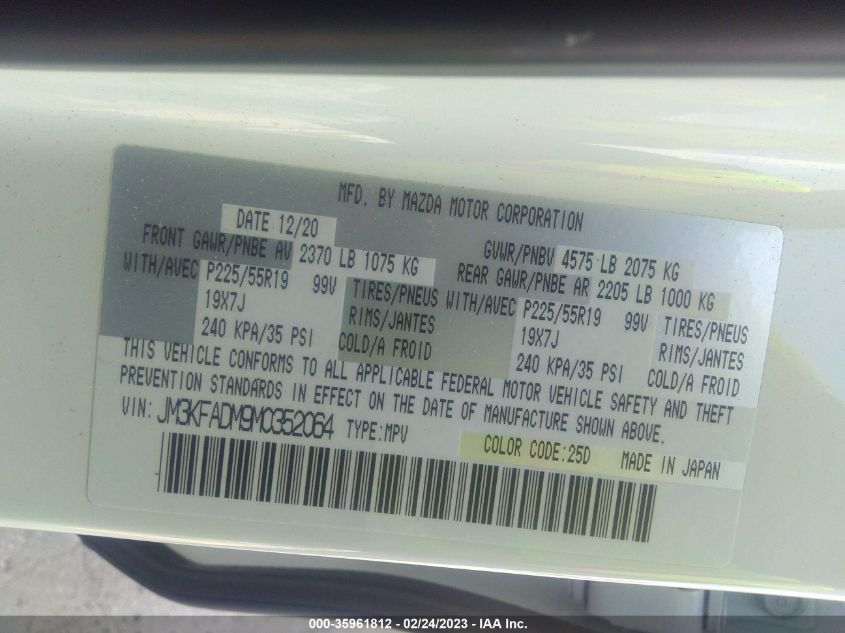 MFD. BY MAZDA MOTOR CORPORATION
DATE 12/20 GVWR/PNBV 4575 LB 2075 KG
FRONT GAWR/PNBE AV 2370 LB 1075 KG REAR GAWR/PNBE AR 2205 LB 1000 KG
WITH/AVEC P225/55R19 99V TIRES/PNEUS WITH/AVEC P225/55R19 99V TIRES/PNEUS
19X7J RIMS/JANTES 19X7J RIMS/JANTES
240 KPA/35 PSI COLD/A FROID 240 KPA/35 PSI COLD/A FROID
THIS VEHICLE CONFORMS TO ALL APPLICABLE FEDERAL MOTOR VEHICLE SAFETY AND THEFT
PREVENTION STANDARDS IN EFFECT ON THE DATE OF MANUFACTURE SHOWN ABOVE.
VIN: JM3KFADM9M0352064 TYPE:MPV COLOR CODE:25D MADE IN JAPAN
000-35961812 - 02/24/2023 - IAA Inc.